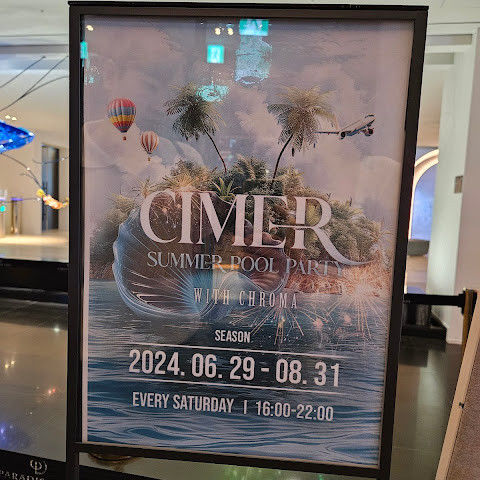 CIMER
SUMMER POOL PARTY
WITH CHROMA
SEASON
2024. 06. 29 - 08. 31
EVERY SATURDAY | 16:00-22:00